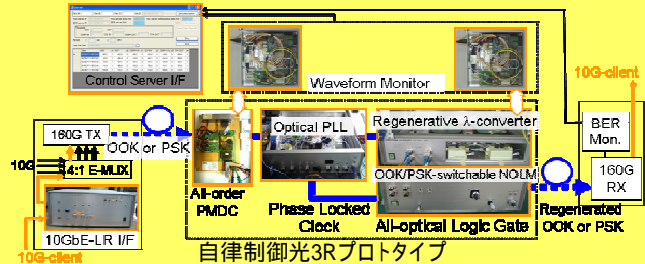 Control Server I/F
Waveform Monitor
10G-client
160G TX
OOK or PSK
10G
4:1 E-MUX
10GbE-LR I/F
10G-client
All-order
PMDC
Optical PLL
Phase Locked
Clock
Regenerative λ-converter
OOK/PSK-switchable NOLM
All-optical Logic Gate
BER
Mon.
160G
RX
Regenerated
OOK or PSK
自律制御光3Rプロトタイプ